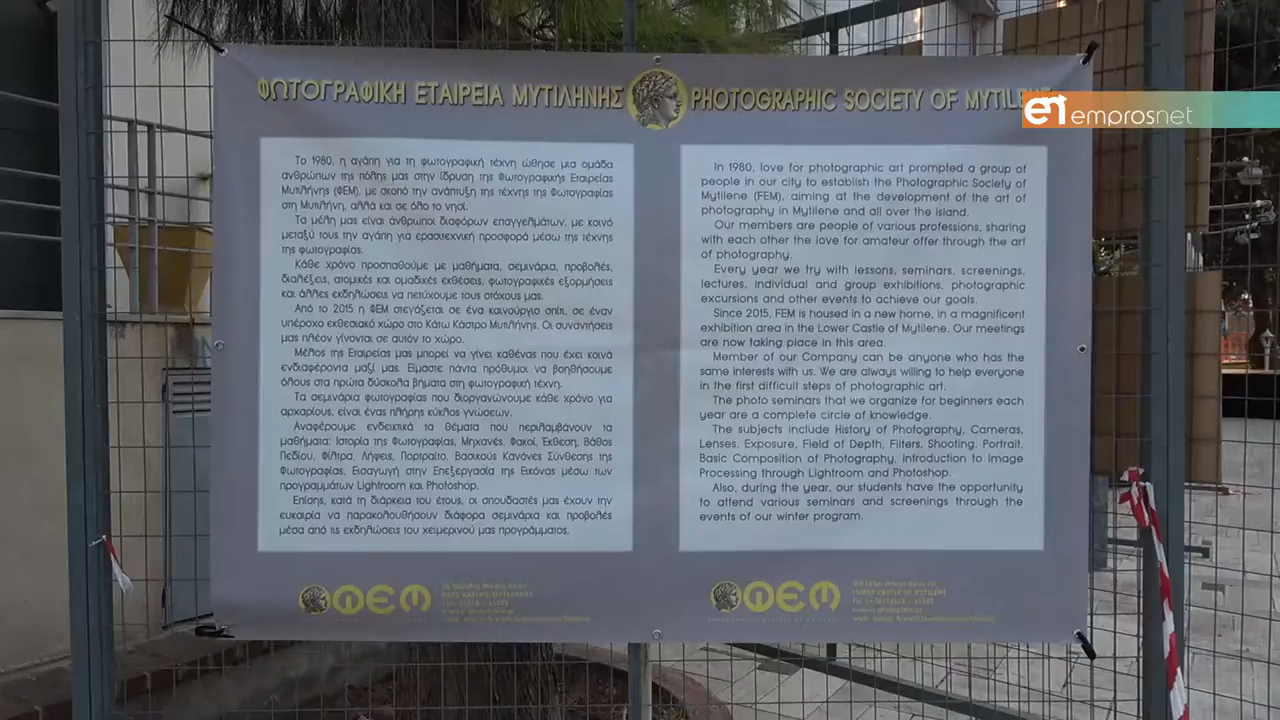 ΦΩΤΟΓΡΑΦΙΚΗ ΕΤΑΙΡΕΙΑ ΜΥΤΙΛΗΝΗΣ
PHOTOGRAPHIC SOCIETY OF
emprosnet
Το 1980, η αγάπη για τη φωτογραφική τέχνη ώθησε μια ομάδα
ανθρώπων της πόλης μας στην ίδρυση της Φωτογραφικής Εταιρείας
Μυτιλήνης (ΦΕΜ), με σκοπό την ανάπτυξη της τέχνης της Φωτογραφίας
στη Μυτιλήνη, αλλά και σε όλο το νησί.
Τα μέλη μας είναι άνθρωποι διαφόρων επαγγελμάτων, με κοινό
μεταξύ τους την αγάπη για ερασιτεχνική προσφορά μέσω της τέχνης
της φωτογραφίας.
Κάθε χρόνο προσπαθούμε με μαθήματα, σεμινάρια, προβολές,
διαλέξεις, ατομικές και ομαδικές εκθέσεις, φωτογραφικές εξορμήσεις
και άλλες εκδηλώσεις να πετύχουμε τους στόχους μας.
Από το 2015 η ΦΕΜ στεγάζεται σε ένα καινούργιο σπίτι, σε έναν
υπέροχο εκθεσιακό χώρο στο Κάτω Κάστρο Μυτιλήνης. Οι συναντήσεις
μας πλέον γίνονται σε αυτόν το χώρο.
Μέλος της Εταιρείας μας μπορεί να γίνει καθένας που έχει κοινά
ενδιαφέροντα μαζί μας. Είμαστε πάντα πρόθυμοι να βοηθήσουμε
όλους στα πρώτα δύσκολα βήματα στη φωτογραφική τέχνη.
Τα σεμινάρια φωτογραφίας που διοργανώνουμε κάθε χρόνο για
αρχαρίους, είναι ένας πλήρης κύκλος γνώσεων.
Αναφέρουμε ενδεικτικά τα θέματα που περιλαμβάνουν τα
μαθήματα: Ιστορία της Φωτογραφίας, Μηχανές, Φακοί, Έκθεση, Βάθος
Πεδίου, Φίλτρα, Λήψεις, Πορτραίτο, Βασικούς Κανόνες Σύνθεσης της
Φωτογραφίας, Εισαγωγή στην Επεξεργασία της Εικόνας μέσω των
προγραμμάτων Lightroom και Photoshop.
Επίσης, κατά τη διάρκεια του έτους, οι σπουδαστές μας έχουν την
ευκαιρία να παρακολουθήσουν διάφορα σεμινάρια και προβολές
μέσα από τις εκδηλώσεις του χειμερινού μας προγράμματος.
In 1980, love for photographic art prompted a group of
people in our city to establish the Photographic Society of
Mytilene (FEM), aiming at the development of the art of
photography in Mytilene and all over the island.
Our members are people of various professions, sharing
with each other the love for amateur offer through the art
of photography.
Every year we try with lessons, seminars, screenings,
lectures, individual and group exhibitions, photographic
excursions and other events to achieve our goals.
Since 2015, FEM is housed in a new home, in a magnificent
exhibition area in the Lower Castle of Mytilene. Our meetings
are now taking place in this area.
Member of our Company can be anyone who has the
same interests with us. We are always willing to help everyone
in the first difficult steps of photographic art.
The photo seminars that we organize for beginners each
year are a complete circle of knowledge.
The subjects include History of Photography, Cameras,
Lenses, Exposure, Field of Depth, Filters, Shooting, Portrait,
Basic Composition of Photography, Introduction to Image
Processing through Lightroom and Photoshop.
Also, during the year, our students have the opportunity
to attend various seminars and screenings through the
events of our winter program.
ΦΕΜ
ΦΕΜ
LOWER CASTLE OF MYTILENE